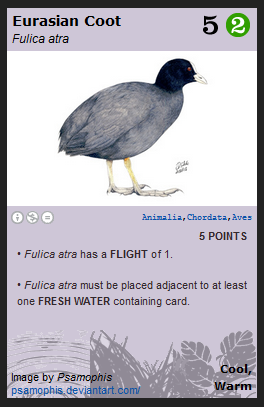 Eurasian Coot
Fulica atra
5 2
Animalia,Chordata,Aves
5 POINTS
• Fulica atra has a FLIGHT of 1.
• Fulica atra must be placed adjacent to at least
one FRESH WATER containing card.
Cool,
Warm
Image by Psamophis
psamophis.deviantart.com/